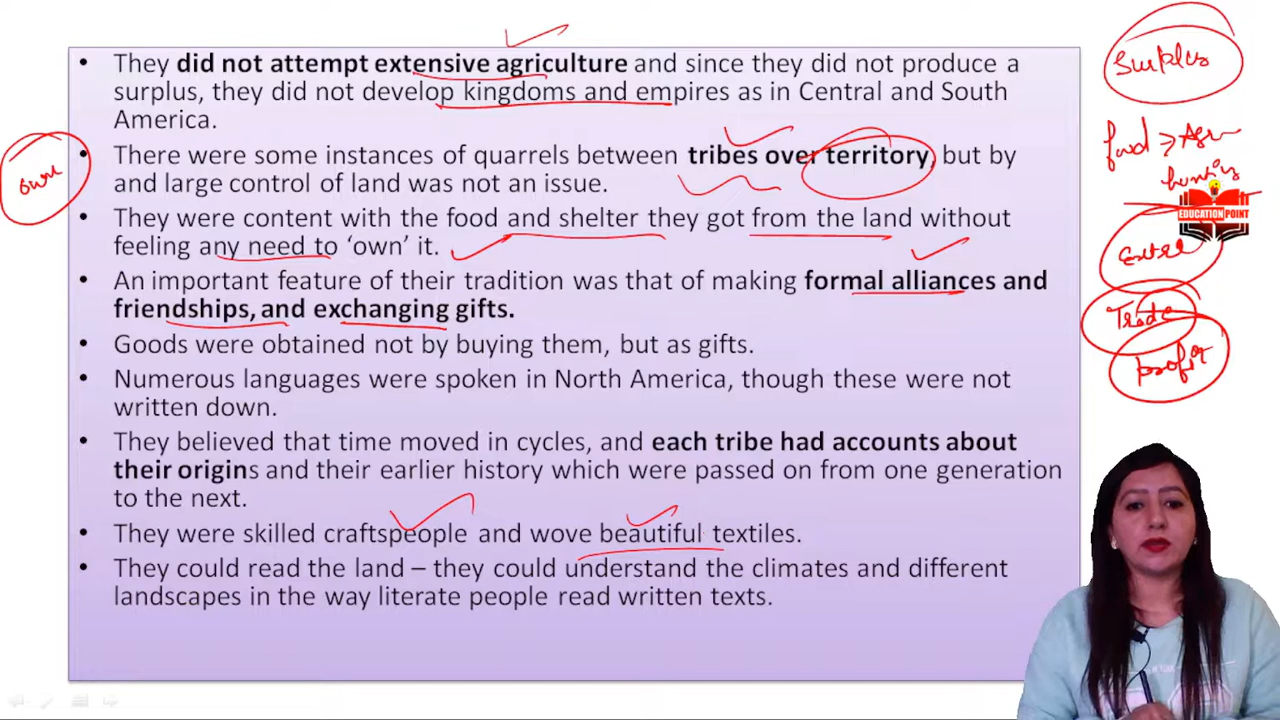 • They did not attempt extensive agriculture and since they did not produce a
surplus, they did not develop kingdoms and empires as in Central and South
America.
• There were some instances of quarrels between tribes over territory, but by
and large control of land was not an issue.
• They were content with the food and shelter they got from the land without
feeling any need to ‘own’ it.
• An important feature of their tradition was that of making formal alliances and
friendships, and exchanging gifts.
• Goods were obtained not by buying them, but as gifts.
• Numerous languages were spoken in North America, though these were not
written down.
• They believed that time moved in cycles, and each tribe had accounts about
their origins and their earlier history which were passed on from one generation
to the next.
• They were skilled craftspeople and wove beautiful textiles.
• They could read the land – they could understand the climates and different
landscapes in the way literate people read written texts.
own
Surplus
food
hunting
EDUCATION POINT
Trade
profit